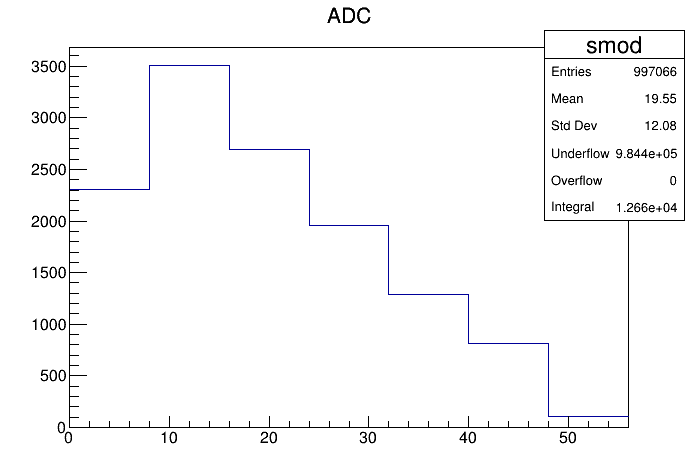 ADC
smod
Entries 997066
Mean 19.55
Std Dev 12.08
Underflow 9.844e+05
Overflow 0
Integral 1.266e+04
3500
3000
2500
2000
1500
1000
500
0
0 10 20 30 40 50